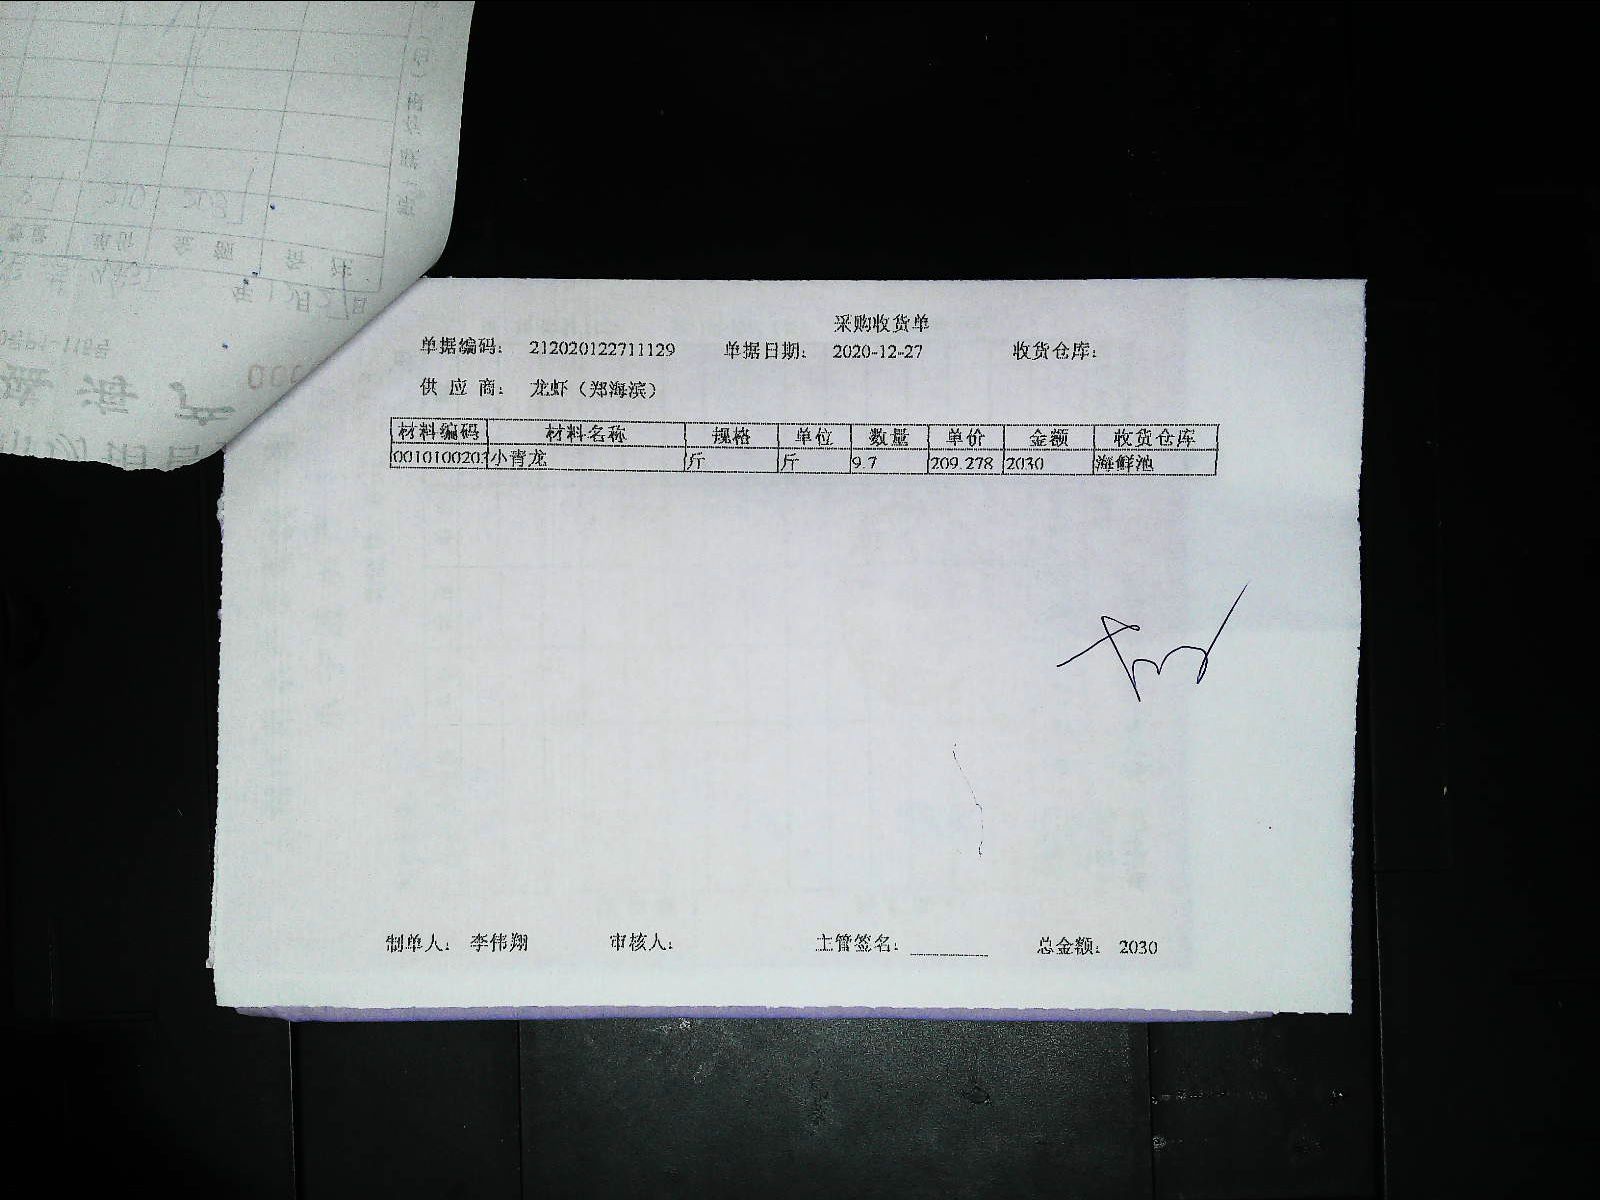 采购收货单
单据编码: 212020122711129 单据日期: 2020-12-27 收货仓库:
供应商: 龙虾(郑海滨)
材料编码 材料名称 规格 单位 数量 单价 金额 收货仓库
001010020 小青龙 斤 斤 9.7 209.278 2030 海鲜池
制单人: 李伟翔 审核人: 主管签名: 总金额: 2030